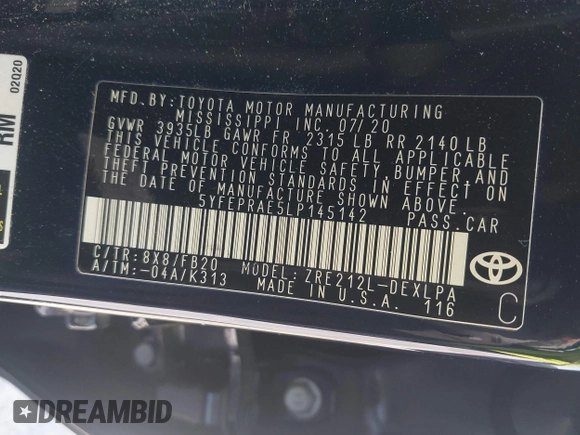 02020
RM
MFD. BY: TOYOTA MOTOR MANUFACTURING
MISSISSIPPI, INC. 07/20
GVWR 3935LB GAWR FR 2315 LB RR 2140 LB
THIS VEHICLE CONFORMS TO ALL APPLICABLE
FEDERAL MOTOR VEHICLE SAFETY, BUMPER AND
THEFT PREVENTION STANDARDS IN EFFECT ON
THE DATE OF MANUFACTURE SHOWN ABOVE.
5YFEPRAE5LP145142 PASS. CAR
C/TR: 8X8/FB20 MODEL: ZRE212L-DEXLPA
A/TM: -04A/K313 MADE IN U.S.A. 116
C
DREAMBID